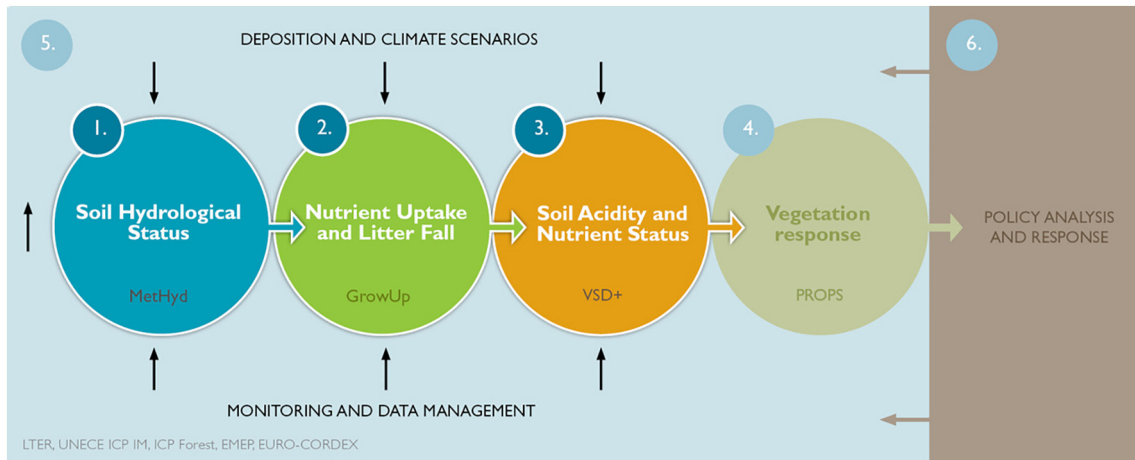 5.
DEPOSITION AND CLIMATE SCENARIOS
6.
1.
2.
3.
4.
Soil Hydrological
Status
MetHyd
Nutrient Uptake
and Litter Fall
GrowUp
Soil Acidity and
Nutrient Status
VSD+
Vegetation
response
PROPS
POLICY ANALYSIS
AND RESPONSE
MONITORING AND DATA MANAGEMENT
LTER, UNECE ICP IM, ICP Forest, EMEP, EURO-CORDEX